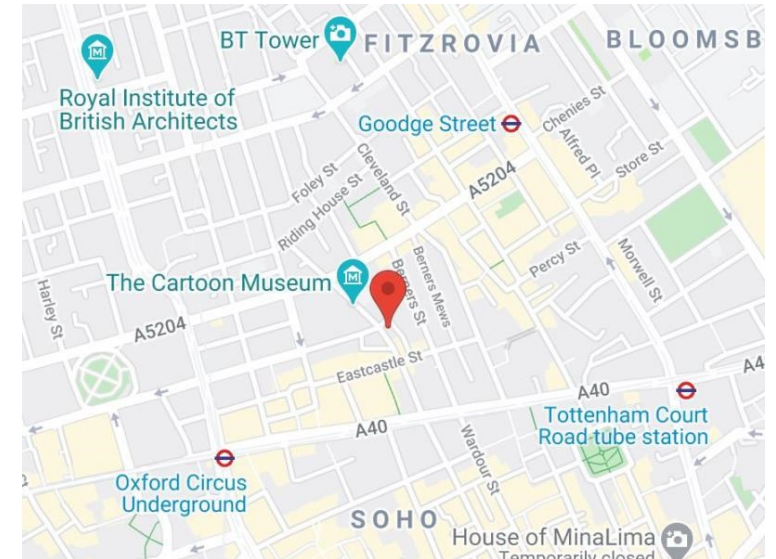 BT Tower
FITZROVIA
BLOOMSB
Royal Institute of
British Architects
Goodge Street
Chenies St
Alfred Pl
Store St
Cleveland St
Foley St
A5204
Riding House St
Percy St
Morwell St
Berners Mews
Berners St
The Cartoon Museum
Harley St
A5204
Eastcastle St
A4
A40
Tottenham Court
Road tube station
A40
Wardour St
Oxford Circus
Underground
SOHO
House of MinaLima
Temporarily closed